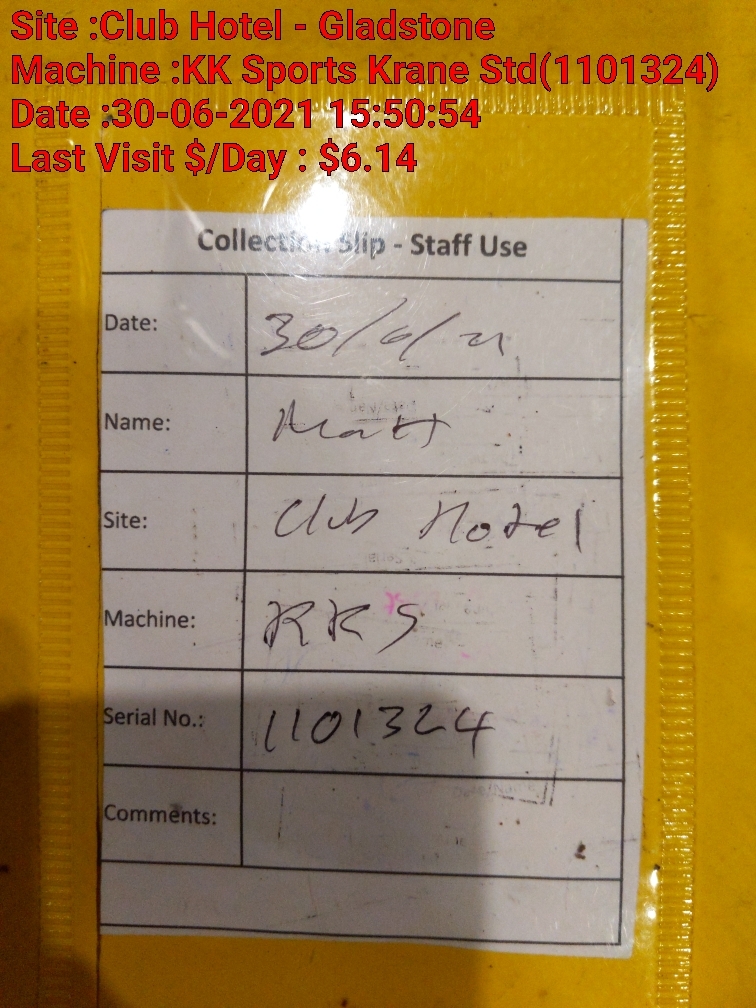 Site :Club Hotel - Gladstone
Machine :KK Sports Krane Std(1101324)
Date :30-06-2021 15:50:54
Last Visit $/Day : $6.14
Collection Slip - Staff Use
Date: 30/6/21
Name: Matt
Site: Club Hotel
Machine: KKS
Serial No.: 1101324
Comments: